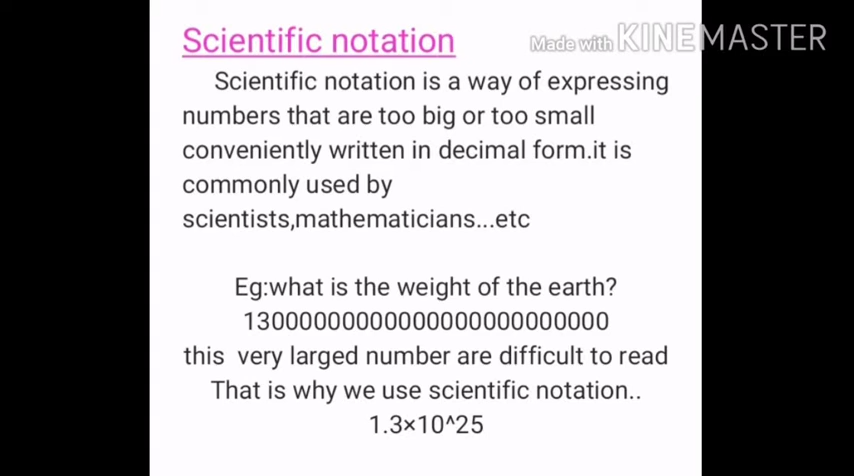 Scientific notation
Made with KINEMASTER
Scientific notation is a way of expressing
numbers that are too big or too small
conveniently written in decimal form.it is
commonly used by
scientists,mathematicians...etc
Eg:what is the weight of the earth?
13000000000000000000000000
this very larged number are difficult to read
That is why we use scientific notation..
1.3×10^25